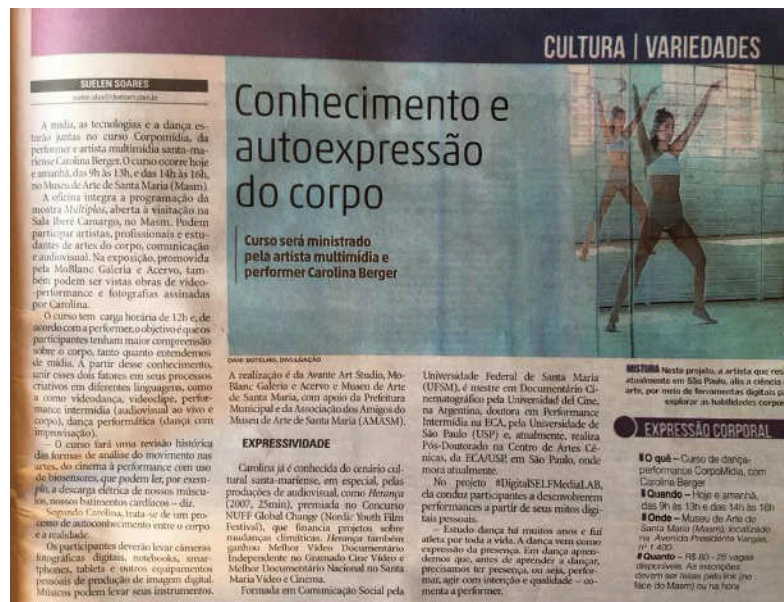 CULTURA | VARIEDADES
SUELEN SOARES
Conhecimento e
autoexpressão
do corpo
Curso será ministrado
pela artista multimídia e
performer Carolina Berger
A mídia, as tecnologias e a dança es-
tarão juntas no curso Corpomídia, da
performer e artista multimídia santa-ma-
riense Carolina Berger. O curso ocorre hoje
e amanhã, das 9h às 13h, e das 14h às 16h,
no Museu de Arte de Santa Maria (Masm).
A oficina integra a programação da
mostra Múltiplos, aberta à visitação na
Sala Iberê Camargo, no Masm. Podem
participar artistas, profissionais e estu-
dantes de artes do corpo, comunicação
e audiovisual. Na exposição, promovida
pela MoBlanc Galeria e Acervo, tam-
bém podem ser vistas obras de vídeo-
-performance e fotografias assinadas
por Carolina.
O curso tem carga horária de 12h e, de
acordo com a performer, o objetivo é que os
participantes tenham maior compreensão
sobre o corpo, tanto quanto entendemos
de mídia. A partir desse conhecimento,
unir esses dois fatores em seus processos
criativos em diferentes linguagens, como
a como videodança, videoclipe, perfor-
mance intermídia (audiovisual ao vivo e
corpo), dança performática (dança com
improvisação).
– O curso fará uma revisão histórica
das formas de análise do movimento nas
artes, do cinema à performance com uso
de biosensores, que podem ler, por exem-
plo, a descarga elétrica de nossos múscu-
los, nossos batimentos cardíacos – diz.
Segundo Carolina, trata-se de um pro-
cesso de autoconhecimento entre o corpo
e a realidade.
Os participantes deverão levar câmeras
fotográficas digitais, notebooks, smar-
tphones, tablets e outros equipamentos
pessoais de produção de imagem digital.
Músicos podem levar seus instrumentos.
DANI BOTELHO, DIVULGAÇÃO
A realização é da Avante Art Studio, Mo-
Blanc Galeria e Acervo e Museu de Arte
de Santa Maria, com apoio da Prefeitura
Municipal e da Associação dos Amigos do
Museu de Arte de Santa Maria (AMASM).
EXPRESSIVIDADE
Carolina já é conhecida do cenário cul-
tural santa-mariense, em especial, pelas
produções de audiovisual, como Herança
(2007, 25min), premiada no Concurso
NUFF Global Change (Nordic Youth Film
Festival), que financia projetos sobre
mudanças climáticas. Herança também
ganhou Melhor Vídeo Documentário
Independente no Gramado Cine Vídeo e
Melhor Documentário Nacional no Santa
Maria Vídeo e Cinema.
Formada em Comunicação Social pela
Universidade Federal de Santa Maria
(UFSM), é mestre em Documentário Ci-
nematográfico pela Universidad del Cine,
na Argentina, doutora em Performance
Intermídia na ECA, pela Universidade de
São Paulo (USP) e, atualmente, realiza
Pós-Doutorado na Centro de Artes Cê-
nicas, da ECA/USP, em São Paulo, onde
mora atualmente.
No projeto #DigitalSELFMediaLAB,
ela conduz participantes a desenvolverem
performances a partir de seus mitos digi-
tais pessoais.
– Estudo dança há muitos anos e fui
atleta por toda a vida. A dança vem como
expressão da presença. Em dança apren-
demos que, antes de aprender a dançar,
precisamos ter presença, ou seja, perfor-
mar, agir com intenção e qualidade – co-
menta a performer.
MISTURA Neste projeto, a artista que res
atualmente em São Paulo, alia a ciência
arte, por meio de ferramentas digitais pa
explorar as habilidades corpor
EXPRESSÃO CORPORAL
O quê – Curso de dança-
performance CorpoMídia, com
Carolina Berger
Quando – Hoje e amanhã,
das 9h às 13h e das 14h às 16h
Onde – Museu de Arte de
Santa Maria (Masm), localizado
na Avenida Presidente Vargas,
nº 1.400
Quanto – R$ 80 - 25 vagas
disponíveis. As inscrições
devem ser feitas pelo link (no
face do Masm) ou na hora